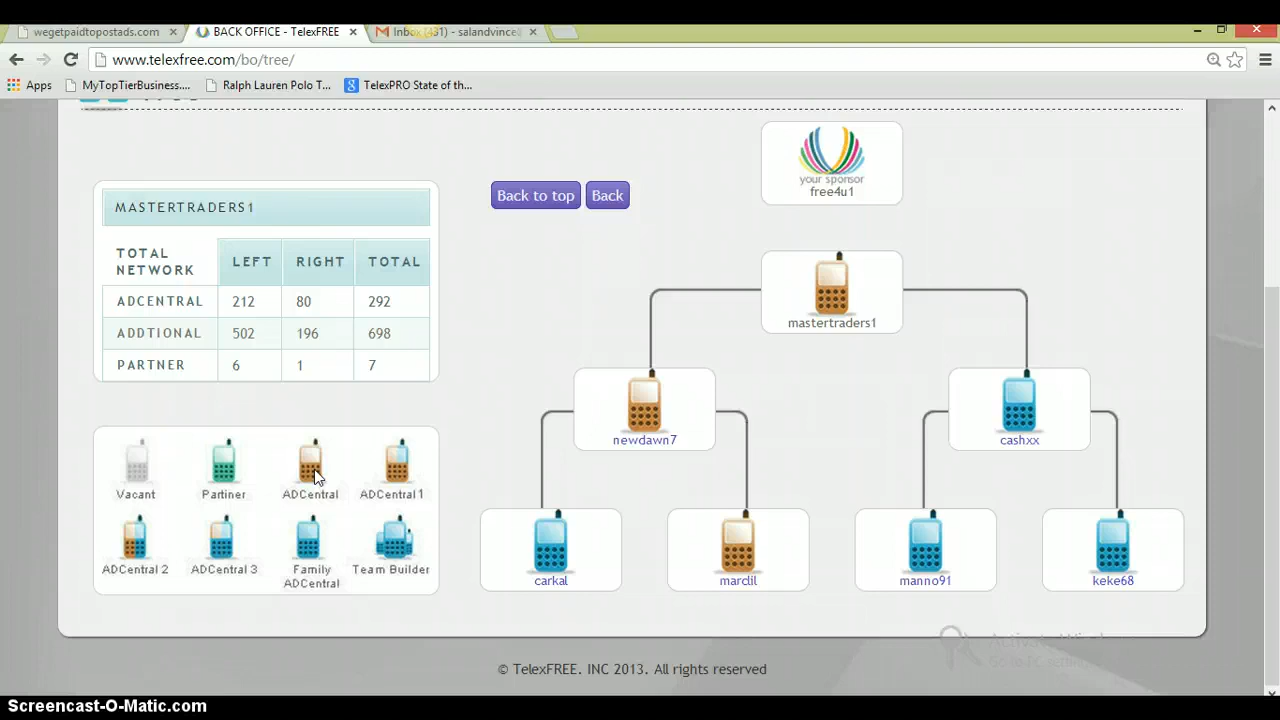 wegetpaidtopostads.com
BACK OFFICE - TelexFREE
Inbox (431) - salandvince
www.telexfree.com/bo/tree/
Apps
MyTopTierBusiness....
Ralph Lauren Polo T...
TelexPRO State of th...
your sponsor
free4u1
Back to top
Back
MASTERTRADERS1
TOTAL NETWORK LEFT RIGHT TOTAL
ADCENTRAL 212 80 292
ADDTIONAL 502 196 698
PARTNER 6 1 7
mastertraders1
newdawn7
cashxx
Vacant Partiner ADCentral ADCentral 1
ADCentral 2 ADCentral 3 Family ADCentral Team Builder
carkal
marclil
manno91
keke68
© TelexFREE. INC 2013. All rights reserved
Screencast-O-Matic.com